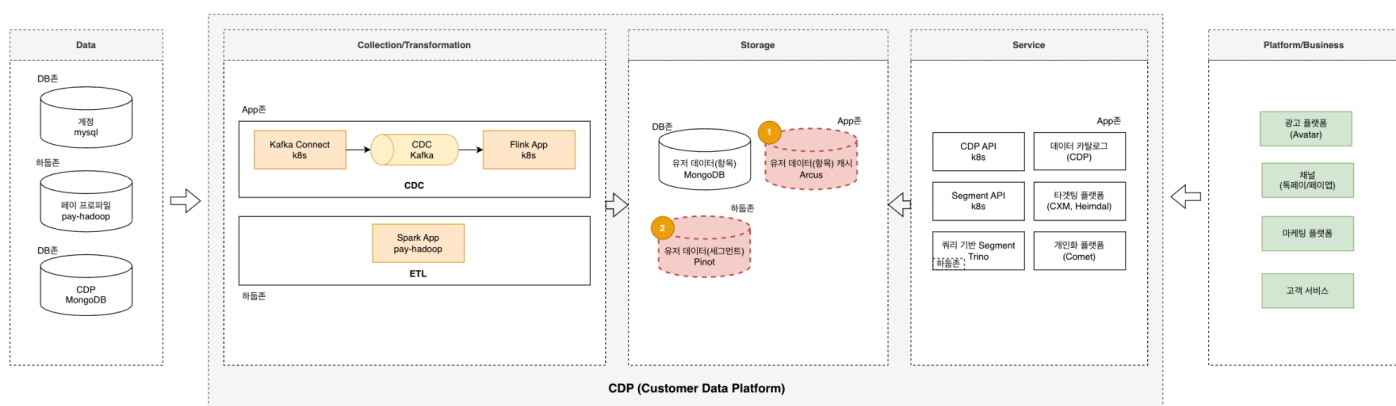 Data
DB존
계정
mysql
하둡존
페이 프로파일
pay-hadoop
DB존
CDP
MongoDB
Collection/Transformation
App존
Kafka Connect
k8s
CDC
Kafka
Flink App
k8s
CDC
Spark App
pay-hadoop
ETL
하둡존
Storage
DB존
유저 데이터(항목)
MongoDB
App존
1
유저 데이터(항목) 캐시
Arcus
하둡존
2
유저 데이터(세그먼트)
Pinot
Service
App존
CDP API
k8s
데이터 카탈로그
(CDP)
Segment API
k8s
타겟팅 플랫폼
(CXM, Heimdal)
쿼리 기반 Segment
Trino
하둡존
개인화 플랫폼
(Comet)
Platform/Business
광고 플랫폼
(Avatar)
채널
(톡페이/페이앱)
마케팅 플랫폼
고객 서비스
CDP (Customer Data Platform)